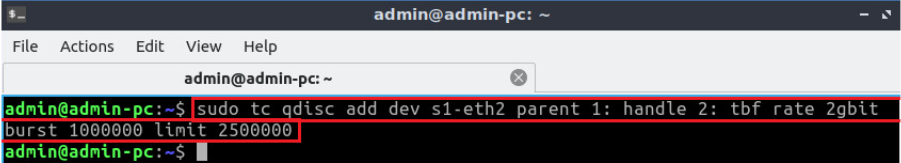 admin@admin-pc: ~
File Actions Edit View Help
admin@admin-pc: ~
admin@admin-pc:~$ sudo tc qdisc add dev s1-eth2 parent 1: handle 2: tbf rate 2gbit
burst 1000000 limit 2500000
admin@admin-pc:~$